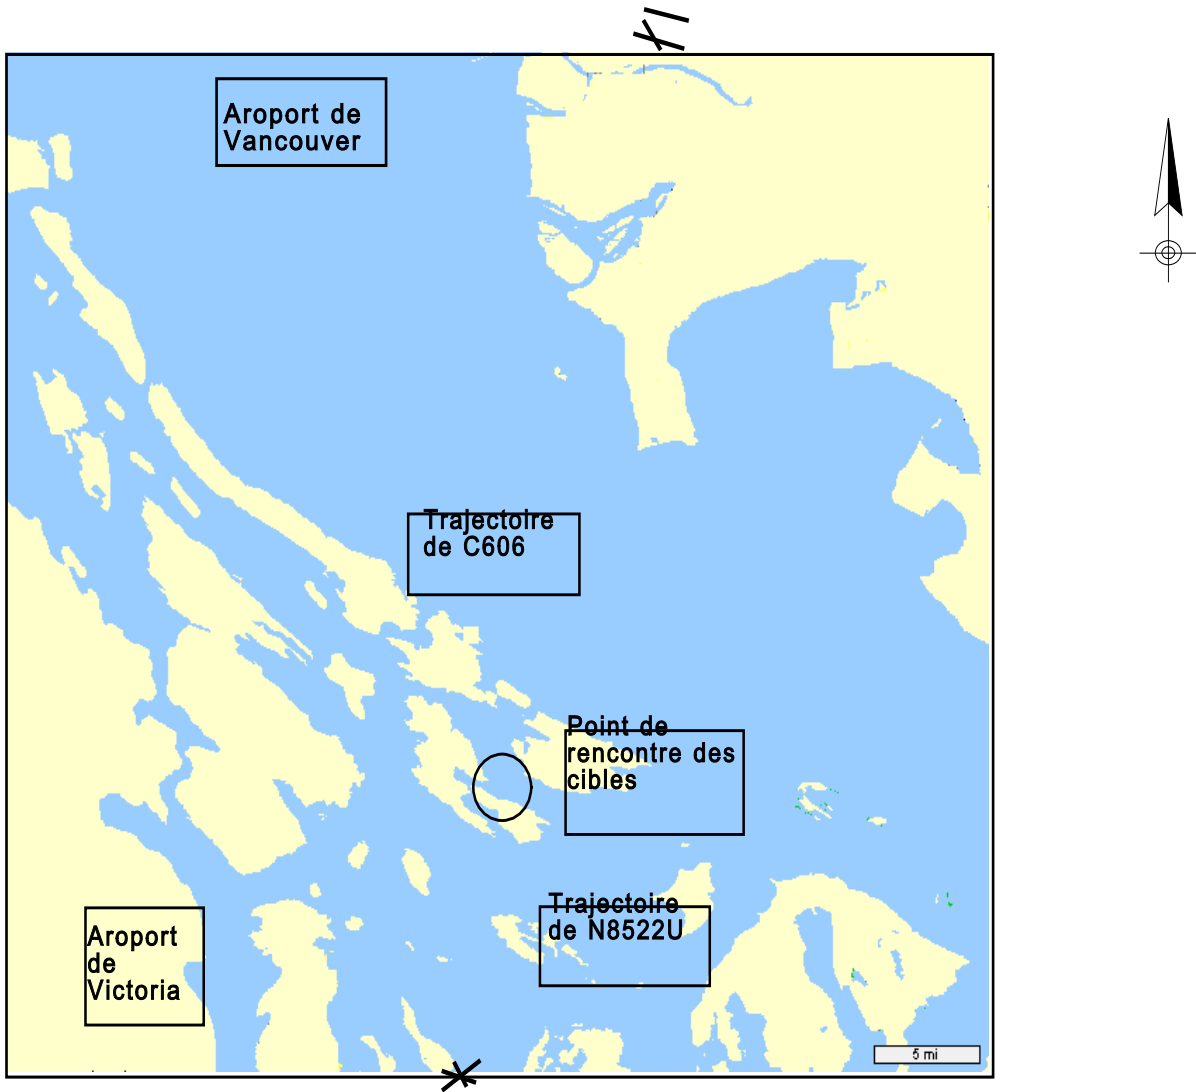 Aroport de
Vancouver
Trajectoire
de C606
Point de
rencontre des
cibles
Trajectoire
de N8522U
Aroport
de
Victoria
5 mi